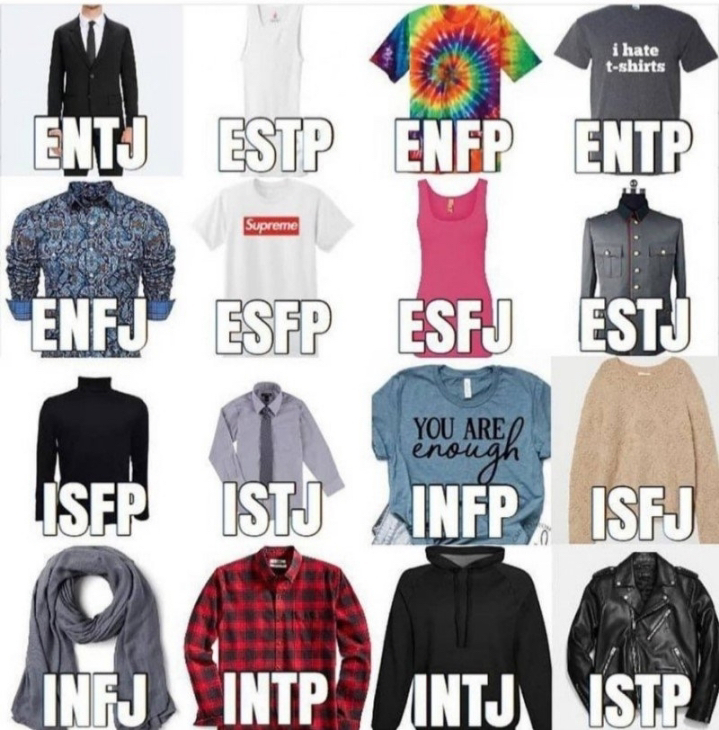 i hate
t-shirts
ENTJ
ESTP
ENFP
ENTP
Supreme
ENFJ
ESFP
ESFJ
ESTJ
YOU ARE
enough
ISFP
ISTJ
INFP
ISFJ
INFJ
INTP
INTJ
ISTP